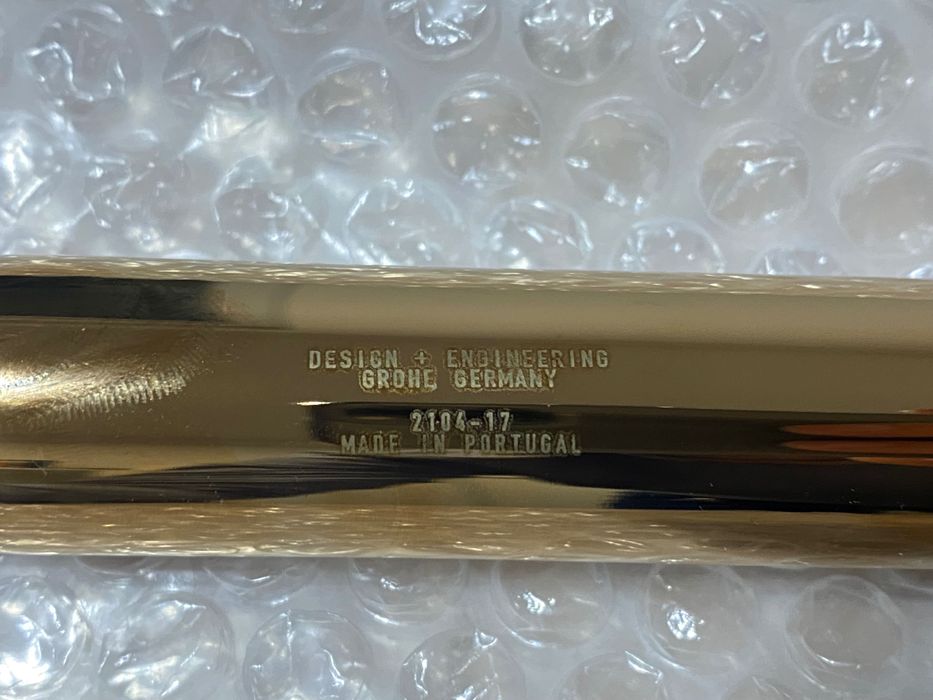 DESIGN + ENGINEERING
GROHE GERMANY
2104-17
MADE IN PORTUGAL